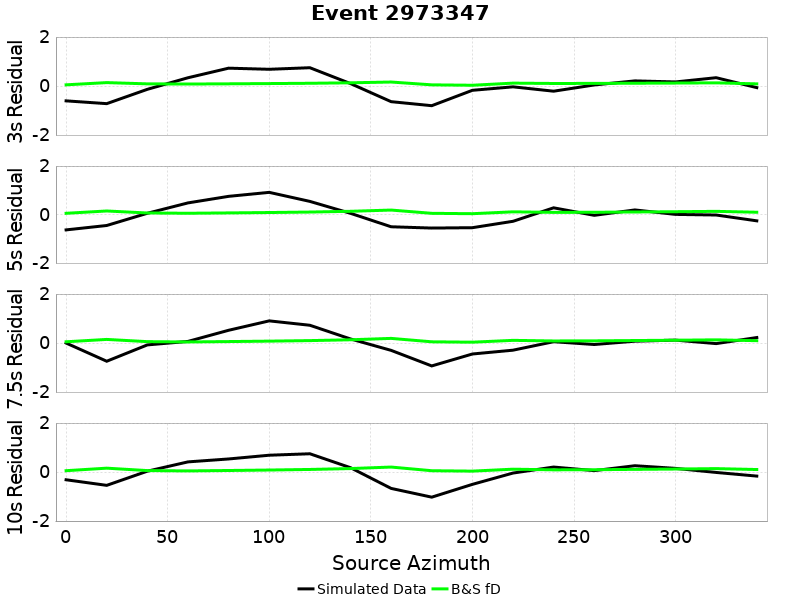 Event 2973347
3s Residual
2
0
-2
5s Residual
2
0
-2
7.5s Residual
2
0
-2
10s Residual
2
0
-2
0 50 100 150 200 250 300
Source Azimuth
Simulated Data B&S fD